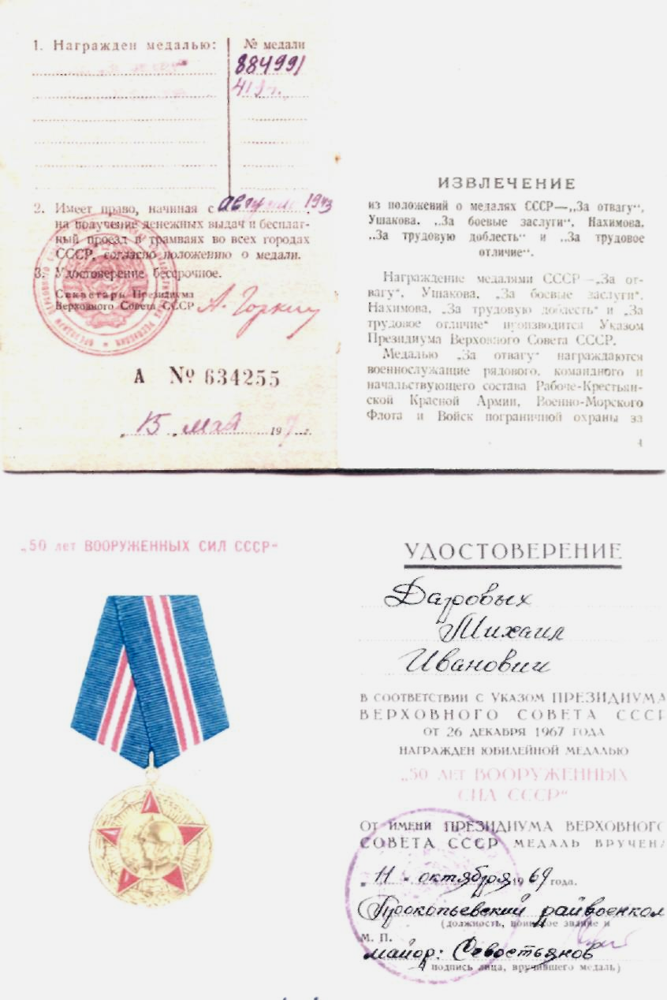 1. Награжден медалью:
№ медали
884991
2. Имеет право, начиная с август 1943
на получение денежных выдач и бесплат-
ный проезд в трамваях во всех городах
СССР, согласно положению о медали.
3. Удостоверение бессрочное.
Секретарь Президиума
Верховного Совета СССР
А. Горкин
А № 634255
„15„ мая 19 г.
ИЗВЛЕЧЕНИЕ
из положений о медалях СССР—„За отвагу“,
Ушакова, „За боевые заслуги“, Нахимова,
„За трудовую доблесть“ и „За трудовое
отличие“.
Награждение медалями СССР—„За от-
вагу“, Ушакова, „За боевые заслуги“,
Нахимова, „За трудовую доблесть“ и „За
трудовое отличие“ производится Указом
Президиума Верховного Совета СССР.
Медалью „За отвагу“ награждаются
военнослужащие рядового, командного и
начальствующего состава Рабоче-Крестьян-
ской Красной Армии, Военно-Морского
Флота и Войск пограничной охраны за
„50 лет ВООРУЖЕННЫХ СИЛ СССР“
УДОСТОВЕРЕНИЕ
Даровых
Михаил
Иванович
В СООТВЕТСТВИИ С УКАЗОМ ПРЕЗИДИУМА
ВЕРХОВНОГО СОВЕТА СССР
ОТ 26 ДЕКАБРЯ 1967 ГОДА
НАГРАЖДЕН ЮБИЛЕЙНОЙ МЕДАЛЬЮ
„50 ЛЕТ ВООРУЖЕННЫХ
СИЛ СССР“
ОТ ИМЕНИ ПРЕЗИДИУМА ВЕРХОВНОГО
СОВЕТА СССР МЕДАЛЬ ВРУЧЕНА
„11„ октября 1969 года.
Прокопьевский райвоенком
(должность, воинское звание и
М. П.
майор: Севостьянов
подпись лица, вручившего медаль)